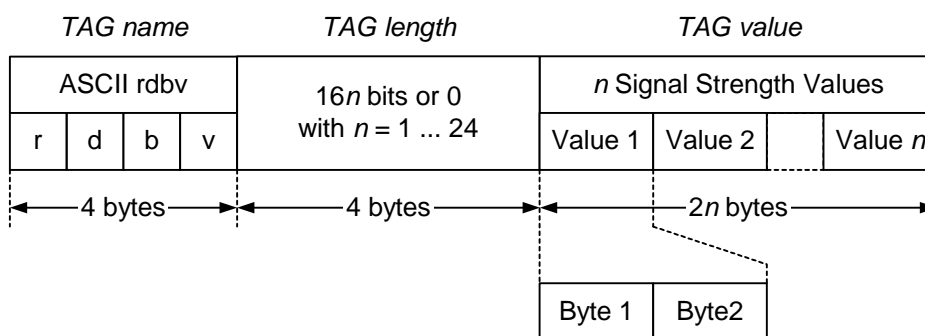 TAG name TAG length TAG value
ASCII rdbv 16n bits or 0 with n = 1 ... 24 n Signal Strength Values
r d b v Value 1 Value 2 Value n
4 bytes 4 bytes 2n bytes
Byte 1 Byte2